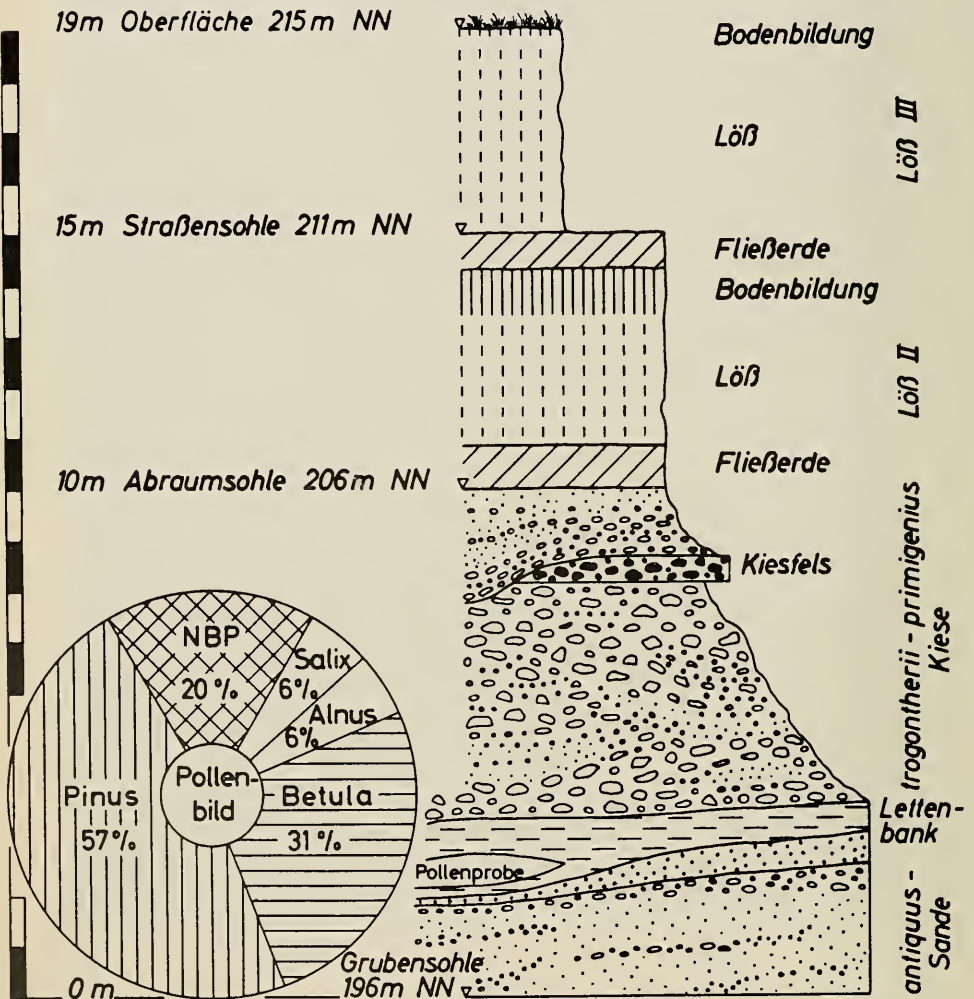 19m Oberfläche 215m NN
Bodenbildung
Löß
Löß III
15m Straßensohle 211m NN
Fließerde
Bodenbildung
Löß
Löß II
Fließerde
10m Abraumsohle 206m NN
Kiesfels
trogontherii-primigenius
Kiese
NBP
20%
Salix
6%
Alnus
6%
Pollen-
bild
Pinus
57%
Betula
31%
Letten-
bank
Pollenprobe
antiquus-
Sande
Grubensohle
0m
196m NN